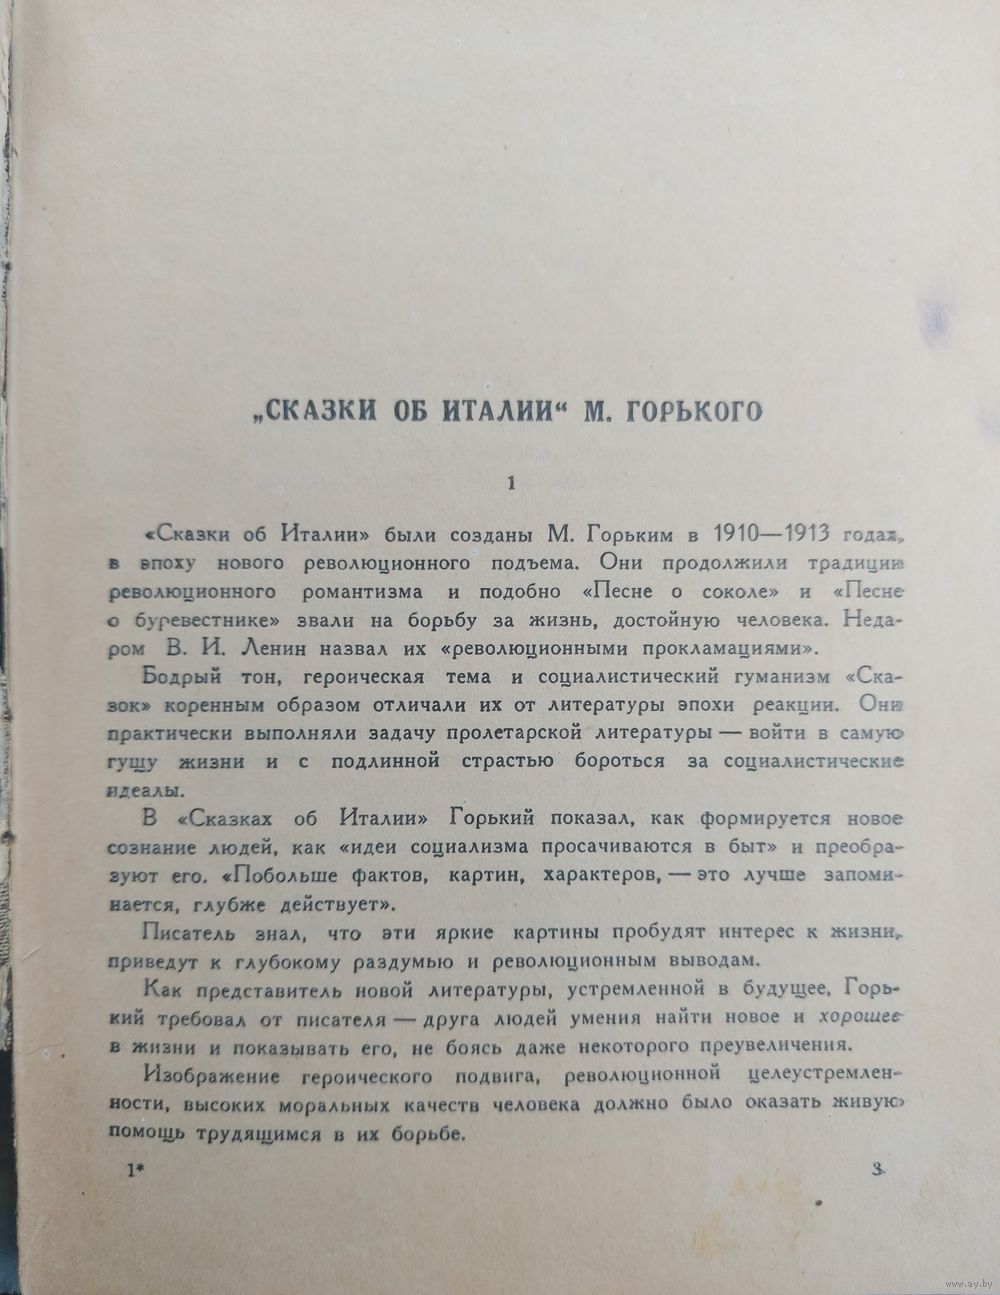 „СКАЗКИ ОБ ИТАЛИИ“ М. ГОРЬКОГО
1
«Сказки об Италии» были созданы М. Горьким в 1910—1913 годах,
в эпоху нового революционного подъема. Они продолжили традиции
революционного романтизма и подобно «Песне о соколе» и «Песне
о буревестнике» звали на борьбу за жизнь, достойную человека. Неда-
ром В. И. Ленин назвал их «революционными прокламациями».
Бодрый тон, героическая тема и социалистический гуманизм «Ска-
зок» коренным образом отличали их от литературы эпохи реакции. Они
практически выполняли задачу пролетарской литературы — войти в самую
гущу жизни и с подлинной страстью бороться за социалистические
идеалы.
В «Сказках об Италии» Горький показал, как формируется новое
сознание людей, как «идеи социализма просачиваются в быт» и преобра-
зуют его. «Побольше фактов, картин, характеров, — это лучше запоми-
нается, глубже действует».
Писатель знал, что эти яркие картины пробудят интерес к жизни,
приведут к глубокому раздумью и революционным выводам.
Как представитель новой литературы, устремленной в будущее, Горь-
кий требовал от писателя — друга людей умения найти новое и хорошее
в жизни и показывать его, не боясь даже некоторого преувеличения.
Изображение героического подвига, революционной целеустремлен-
ности, высоких моральных качеств человека должно было оказать живую
помощь трудящимся в их борьбе.
1* 3
www.ay.by